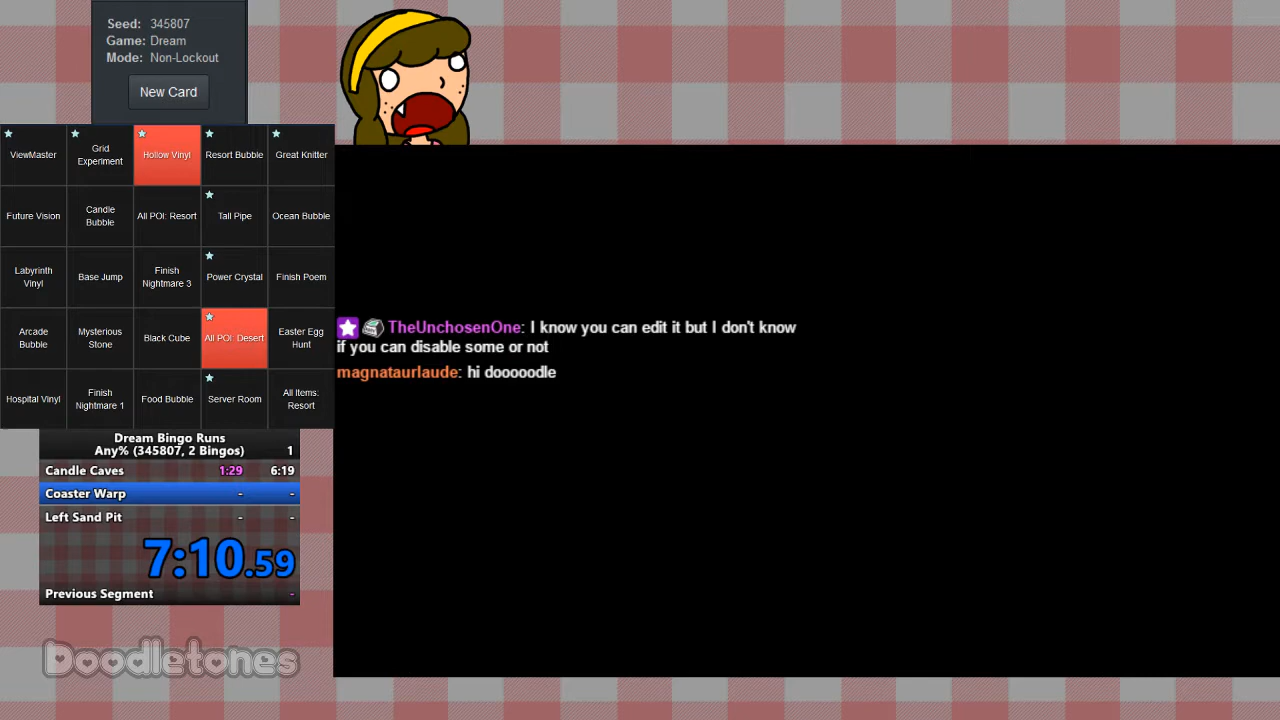 Seed: 345807
Game: Dream
Mode: Non-Lockout
New Card
ViewMaster
Grid
Experiment
Hollow Vinyl
Resort Bubble
Great Knitter
Future Vision
Candle
Bubble
All POI: Resort
Tall Pipe
Ocean Bubble
Labyrinth
Vinyl
Base Jump
Finish
Nightmare 3
Power Crystal
Finish Poem
Arcade
Bubble
Mysterious
Stone
Black Cube
All POI: Desert
Easter Egg
Hunt
Hospital Vinyl
Finish
Nightmare 1
Food Bubble
Server Room
All Items:
Resort
Dream Bingo Runs
Any% (345807, 2 Bingos) 1
Candle Caves 1:29 6:19
Coaster Warp - -
Left Sand Pit - -
7:10.59
Previous Segment -
Doodletones
TheUnchosenOne: I know you can edit it but I don't know
if you can disable some or not
magnataurlaude: hi dooooodle